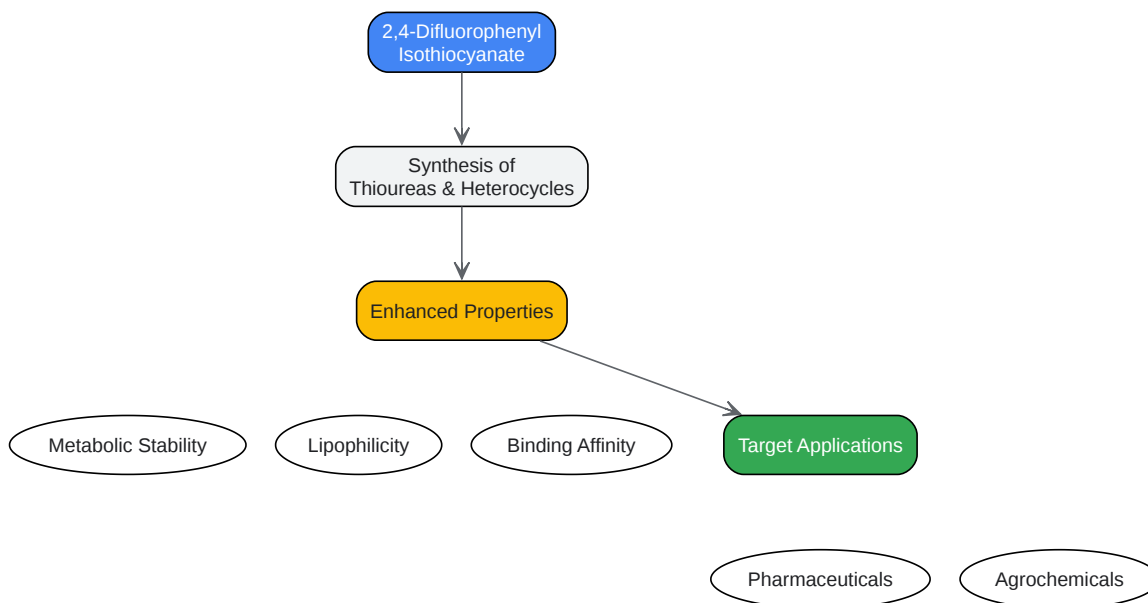 2,4-Difluorophenyl
Isothiocyanate
Synthesis of
Thioureas & Heterocycles
Enhanced Properties
Metabolic Stability
Lipophilicity
Binding Affinity
Target Applications
Pharmaceuticals
Agrochemicals